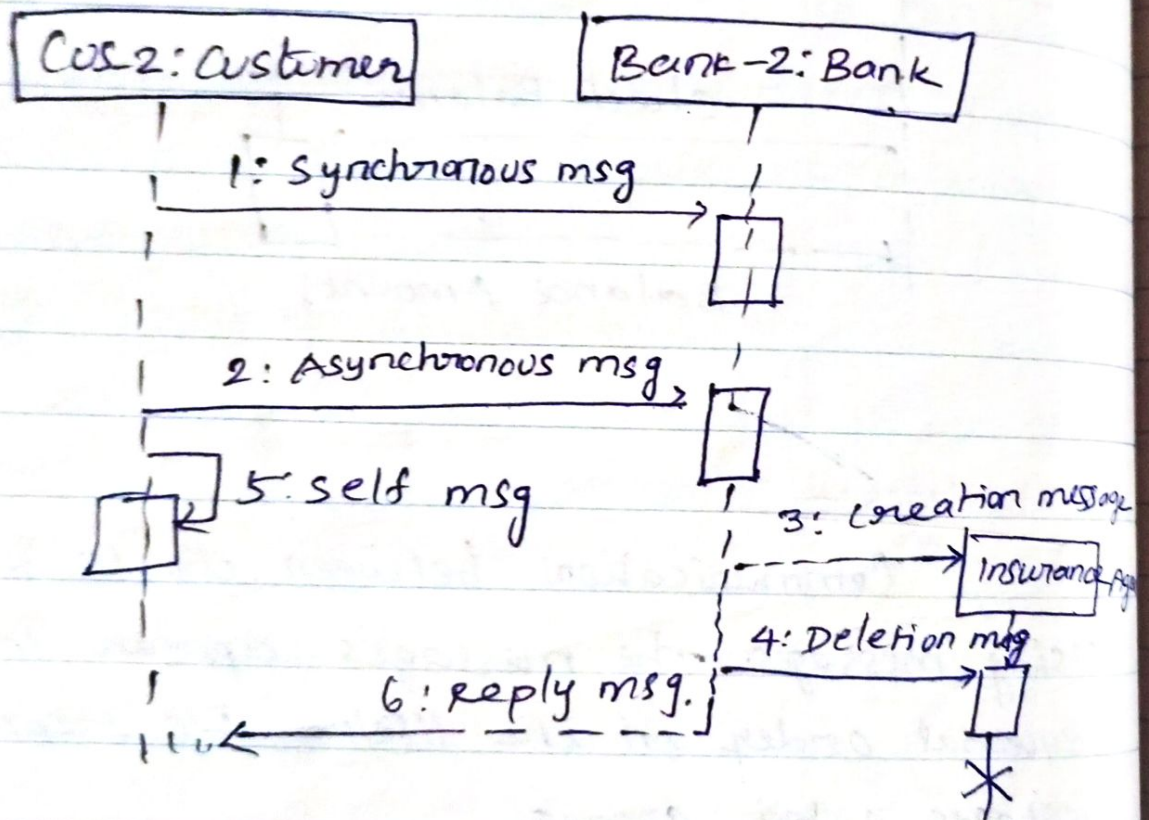 Cus-2: Customer
Bank-2: Bank
1: Synchronous msg
2: Asynchronous msg
5: self msg
3: creation message
Insurance
4: Deletion msg
6: reply msg.